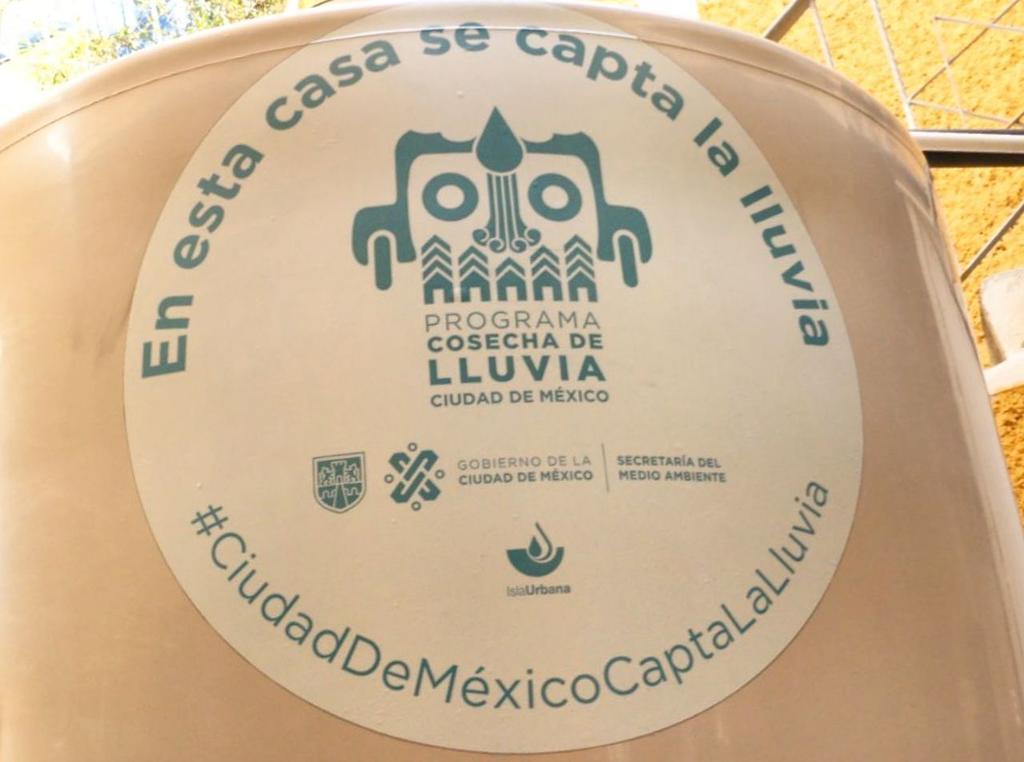 En esta casa se capta la lluvia
PROGRAMA
COSECHA DE
LLUVIA
CIUDAD DE MÉXICO
GOBIERNO DE LA
CIUDAD DE MÉXICO
SECRETARÍA DEL
MEDIO AMBIENTE
IslaUrbana
#CiudadDeMéxicoCaptaLaLluvia